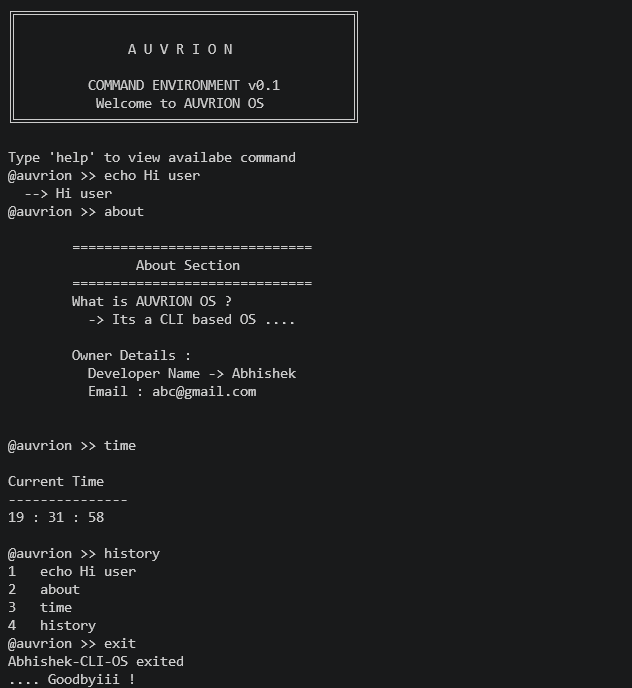 A U V R I O N
COMMAND ENVIRONMENT v0.1
Welcome to AUVRION OS
Type 'help' to view availabe command
@auvrion >> echo Hi user
--> Hi user
@auvrion >> about
==============================
About Section
==============================
What is AUVRION OS ?
-> Its a CLI based OS ....
Owner Details :
Developer Name -> Abhishek
Email : abc@gmail.com
@auvrion >> time
Current Time
---------------
19 : 31 : 58
@auvrion >> history
1   echo Hi user
2   about
3   time
4   history
@auvrion >> exit
Abhishek-CLI-OS exited
.... Goodbyiii !